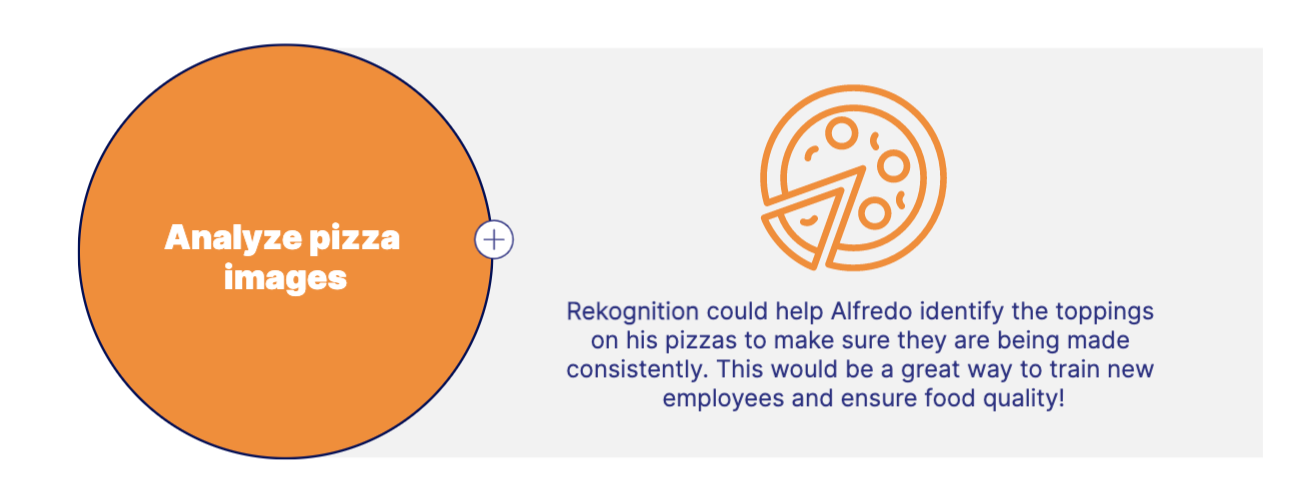 Analyze pizza
images
Rekognition could help Alfredo identify the toppings
on his pizzas to make sure they are being made
consistently. This would be a great way to train new
employees and ensure food quality!